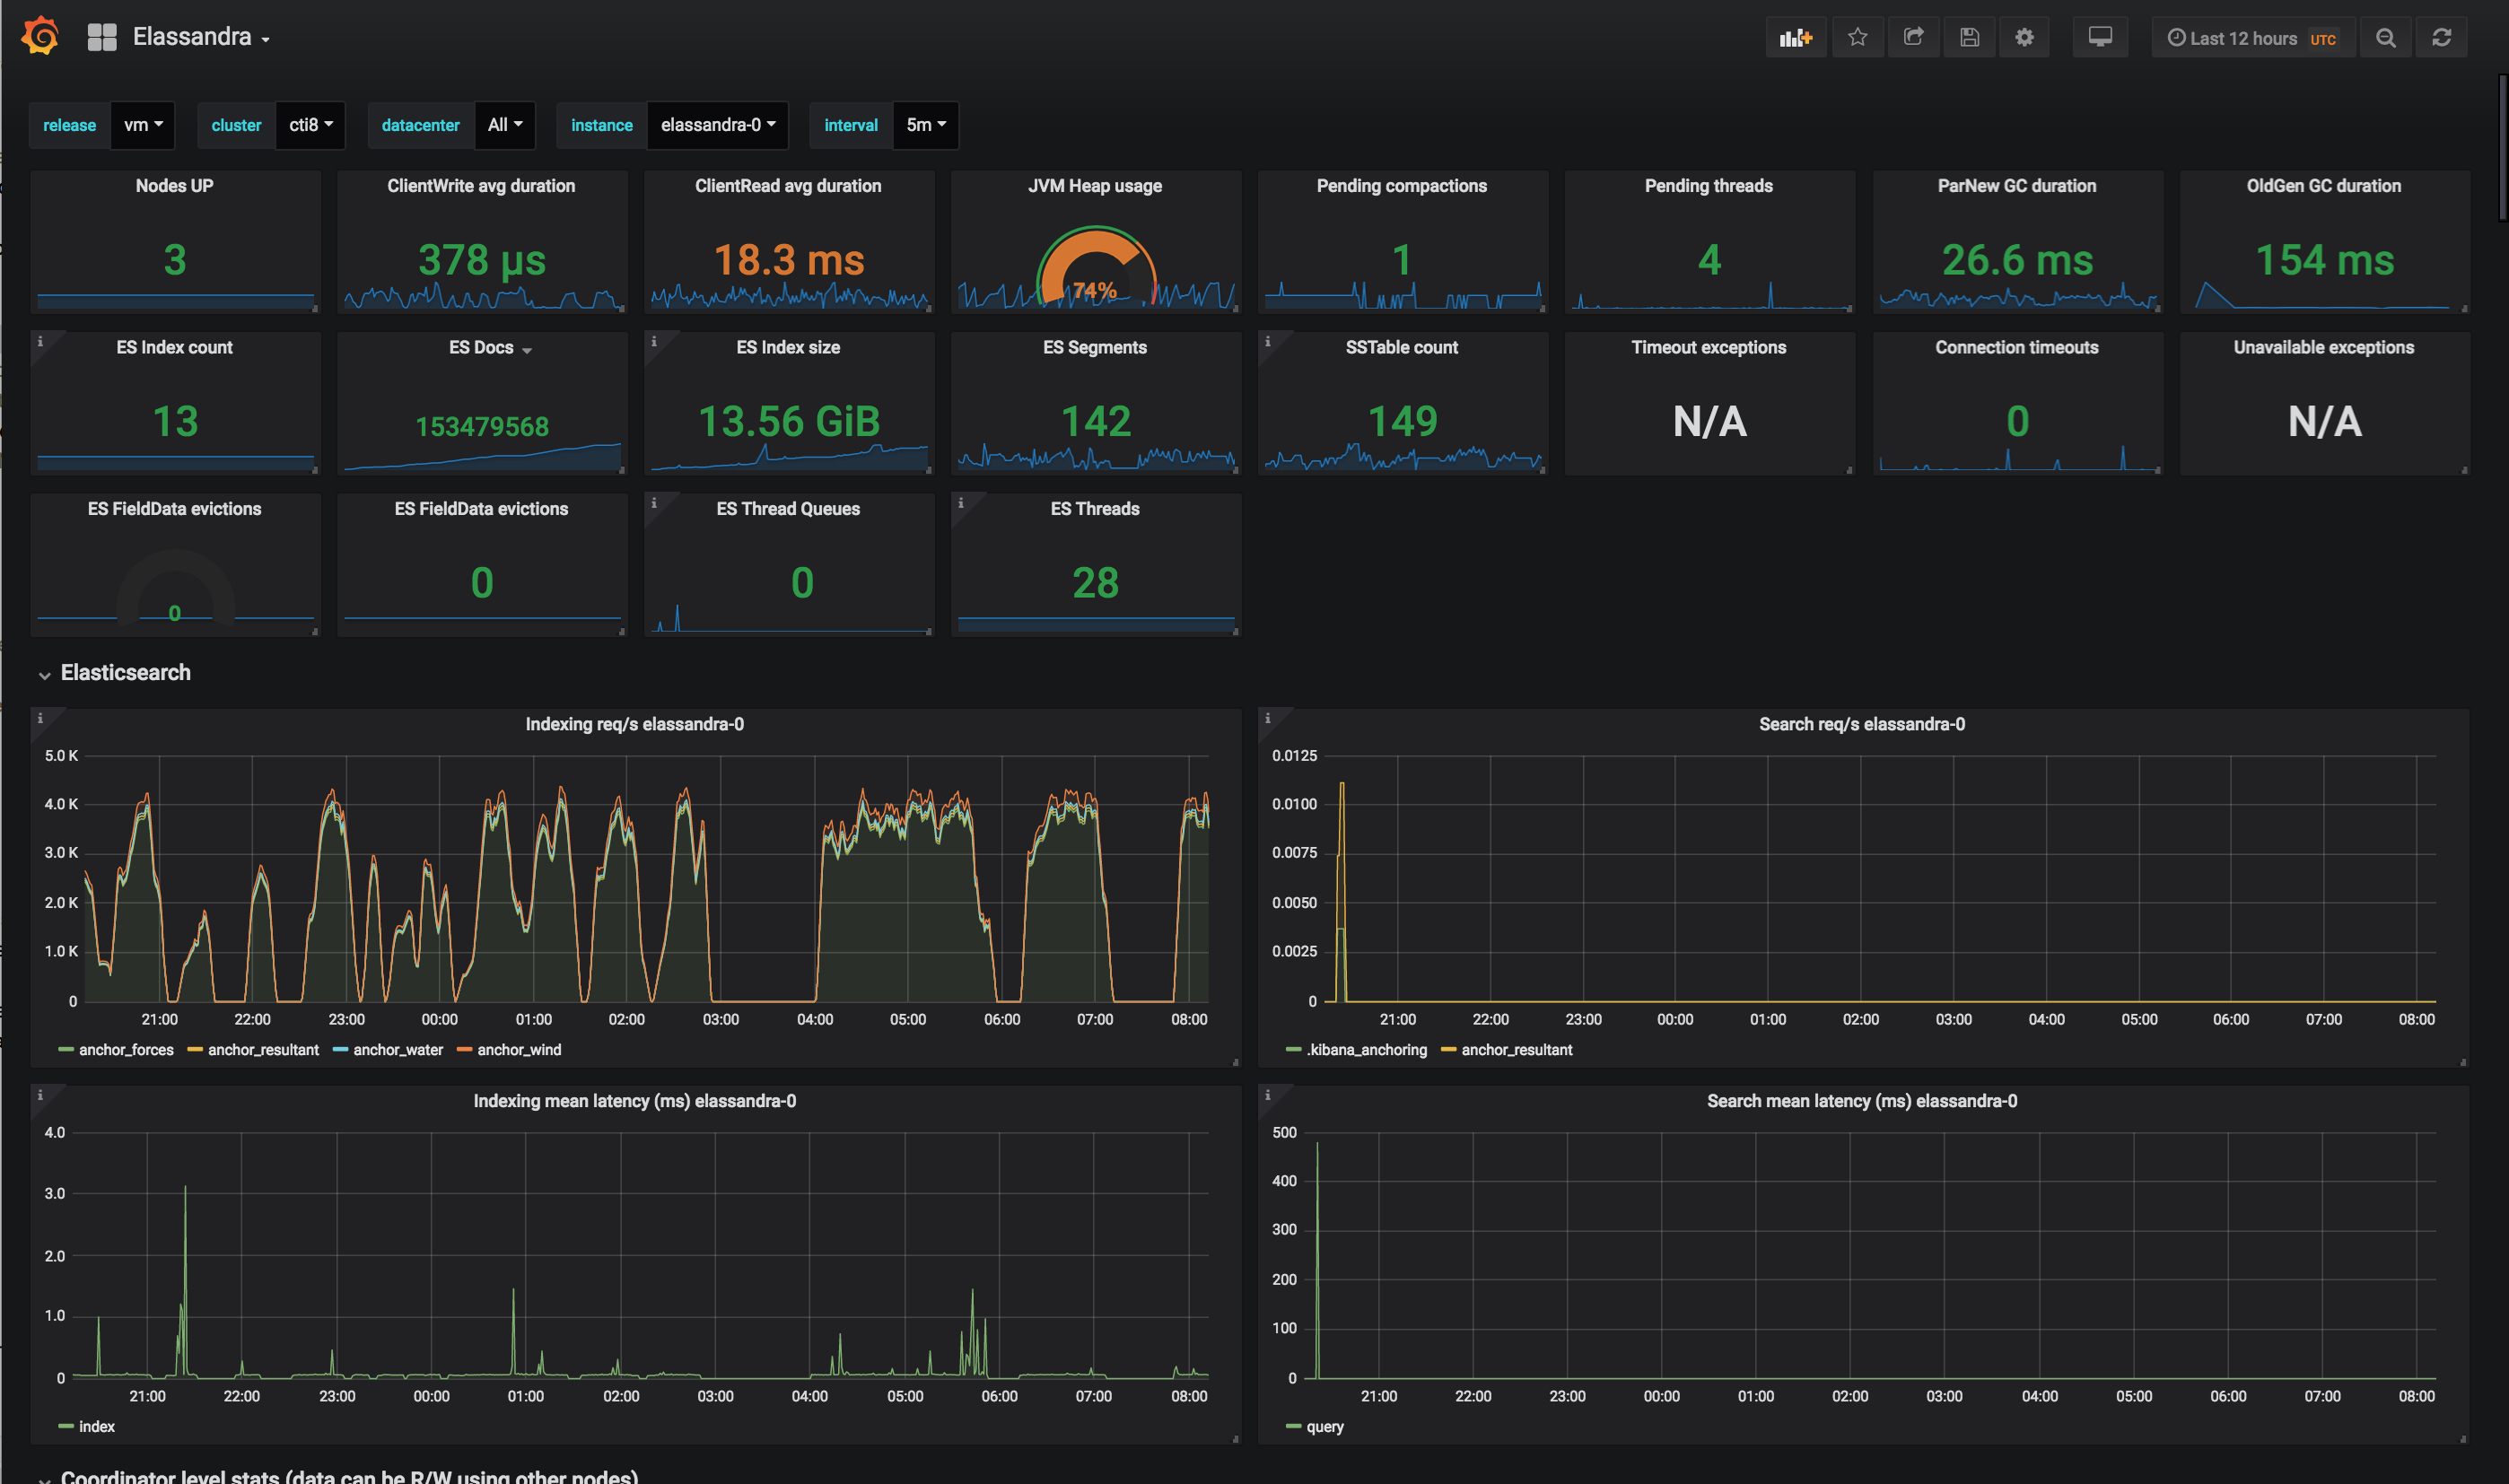 Elassandra
Last 12 hours UTC
release vm cluster cti8 datacenter All instance elassandra-0 interval 5m
Nodes UP
3
ClientWrite avg duration
378 µs
ClientRead avg duration
18.3 ms
JVM Heap usage
74%
Pending compactions
1
Pending threads
4
ParNew GC duration
26.6 ms
OldGen GC duration
154 ms
ES Index count
13
ES Docs
153479568
ES Index size
13.56 GiB
ES Segments
142
SSTable count
149
Timeout exceptions
N/A
Connection timeouts
0
Unavailable exceptions
N/A
ES FieldData evictions
0
ES FieldData evictions
0
ES Thread Queues
0
ES Threads
28
Elasticsearch
Indexing req/s elassandra-0
5.0 K
4.0 K
3.0 K
2.0 K
1.0 K
0
21:00 22:00 23:00 00:00 01:00 02:00 03:00 04:00 05:00 06:00 07:00 08:00
anchor_forces anchor_resultant anchor_water anchor_wind
Search req/s elassandra-0
0.0125
0.0100
0.0075
0.0050
0.0025
0
21:00 22:00 23:00 00:00 01:00 02:00 03:00 04:00 05:00 06:00 07:00 08:00
.kibana_anchoring anchor_resultant
Indexing mean latency (ms) elassandra-0
4.0
3.0
2.0
1.0
0
21:00 22:00 23:00 00:00 01:00 02:00 03:00 04:00 05:00 06:00 07:00 08:00
index
Search mean latency (ms) elassandra-0
500
400
300
200
100
0
21:00 22:00 23:00 00:00 01:00 02:00 03:00 04:00 05:00 06:00 07:00 08:00
query
Coordinator level stats (data can be R/W using other nodes)